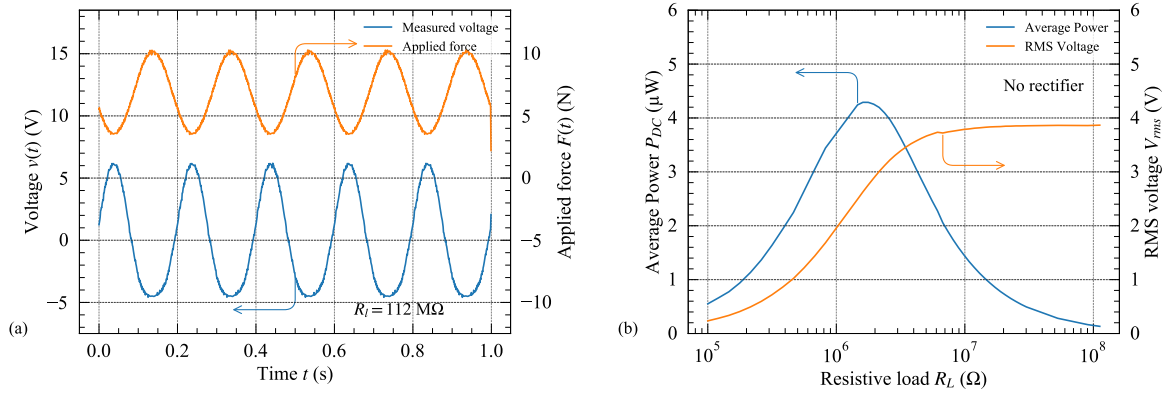 Measured voltage
Applied force
15
10
5
0
−5
10
5
0
−5
−10
Voltage v(t) (V)
Applied force F(t) (N)
R_l = 112 MΩ
0.0 0.2 0.4 0.6 0.8 1.0
Time t (s)
(a)
Average Power
RMS Voltage
No rectifier
6
5
4
3
2
1
0
6
5
4
3
2
1
0
Average Power P_DC (µW)
RMS voltage V_rms (V)
10^5 10^6 10^7 10^8
Resistive load R_L (Ω)
(b)